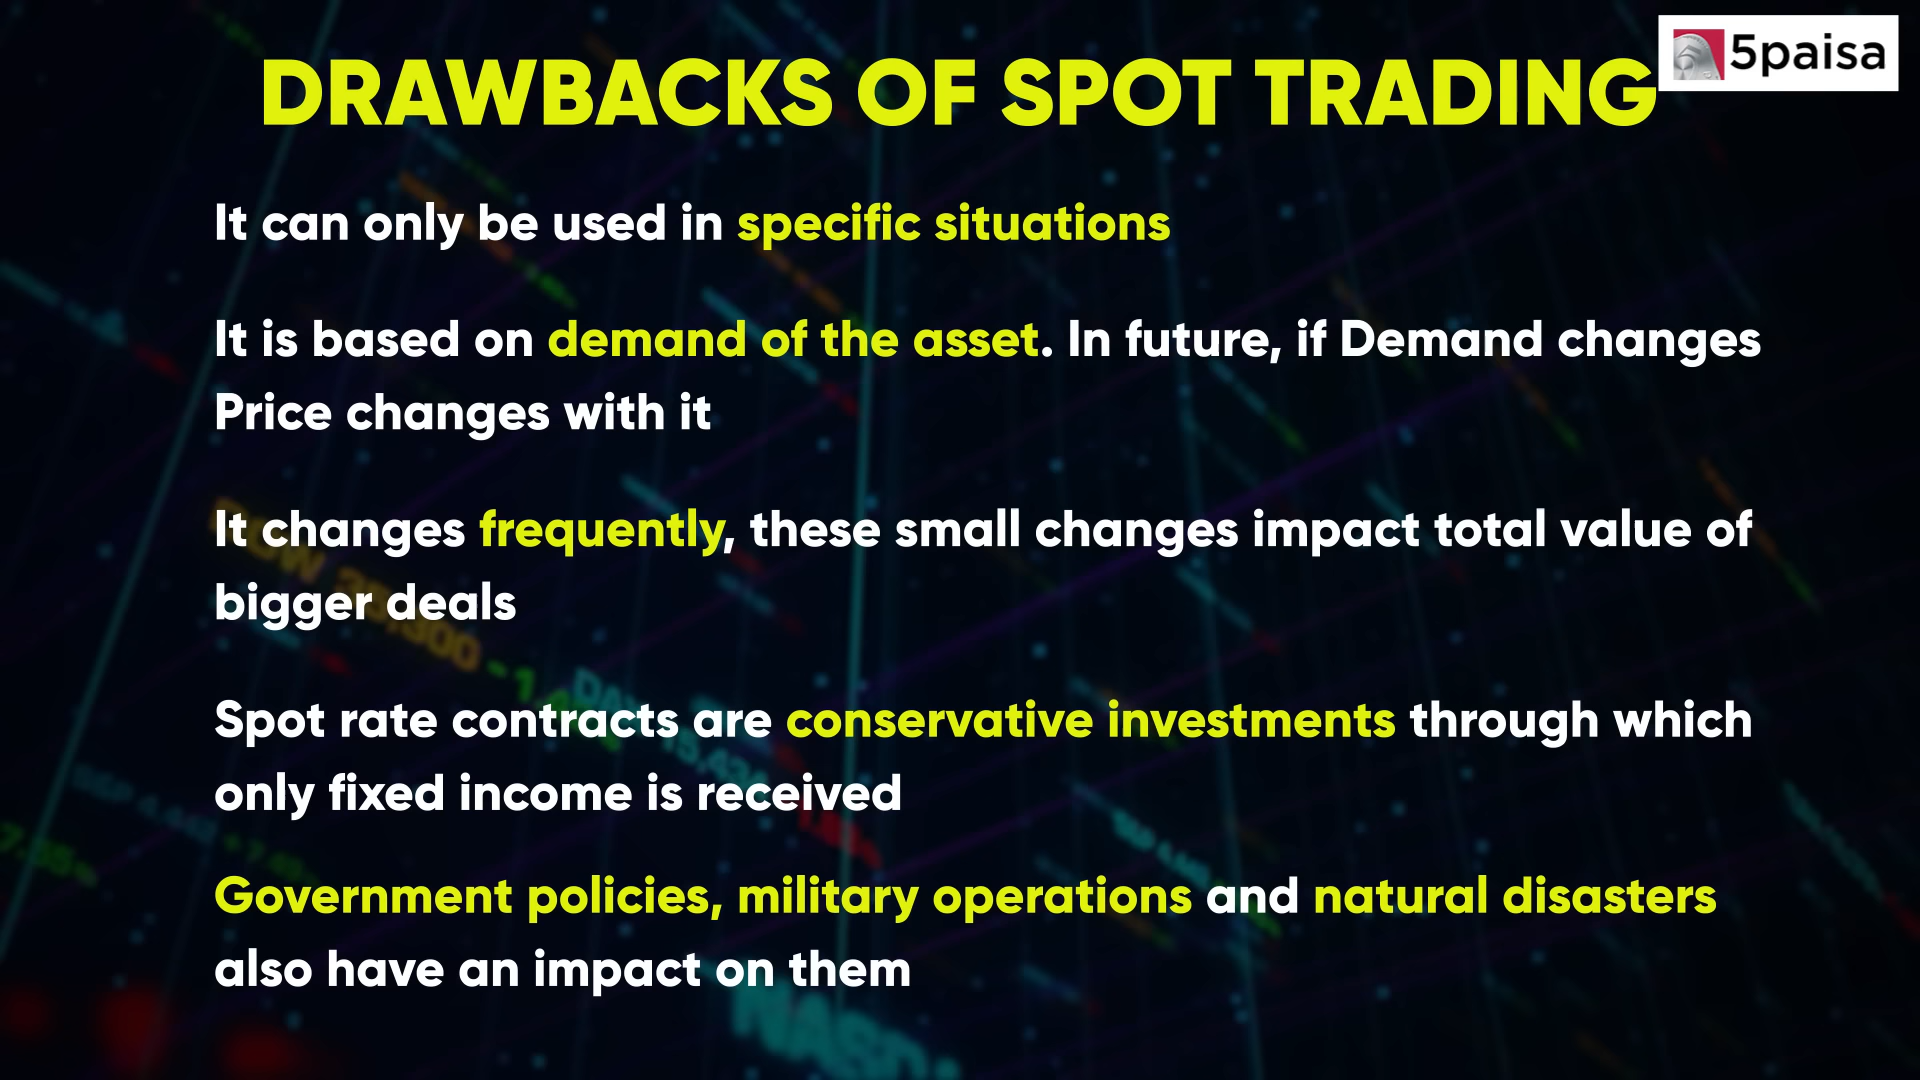 5paisa
DRAWBACKS OF SPOT TRADING
It can only be used in specific situations
It is based on demand of the asset. In future, if Demand changes
Price changes with it
It changes frequently, these small changes impact total value of
bigger deals
Spot rate contracts are conservative investments through which
only fixed income is received
Government policies, military operations and natural disasters
also have an impact on them